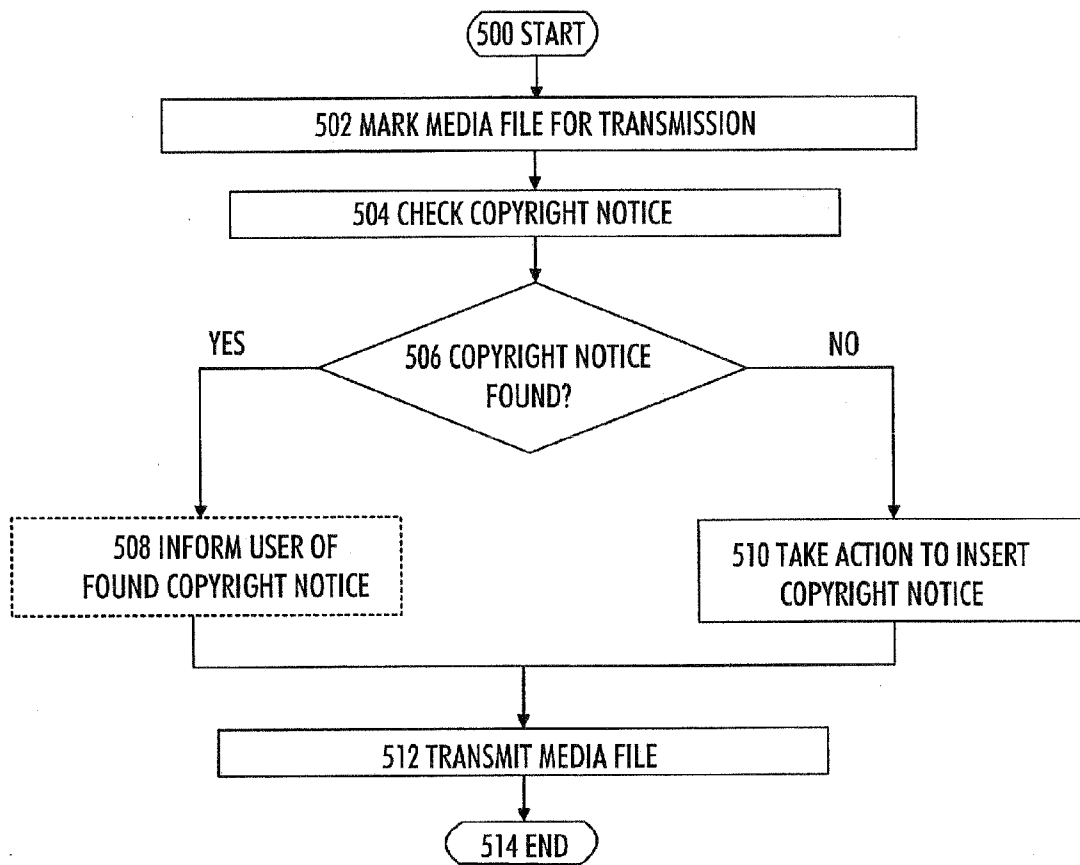 500 START
502 MARK MEDIA FILE FOR TRANSMISSION
504 CHECK COPYRIGHT NOTICE
YES
506 COPYRIGHT NOTICE
FOUND?
NO
508 INFORM USER OF
FOUND COPYRIGHT NOTICE
510 TAKE ACTION TO INSERT
COPYRIGHT NOTICE
512 TRANSMIT MEDIA FILE
514 END